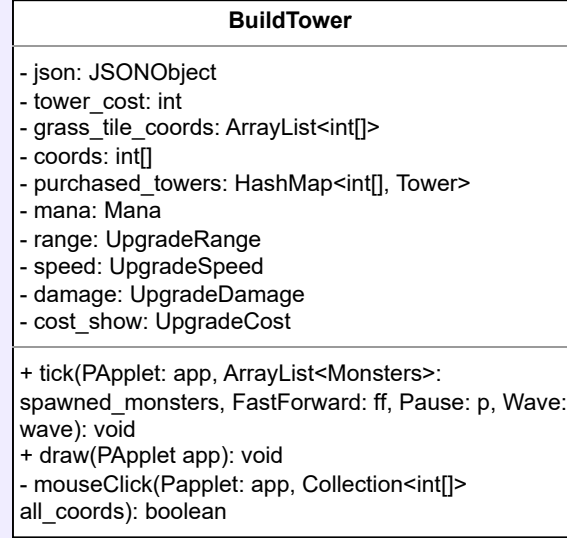 BuildTower
- json: JSONObject
- tower_cost: int
- grass_tile_coords: ArrayList<int[]>
- coords: int[]
- purchased_towers: HashMap<int[], Tower>
- mana: Mana
- range: UpgradeRange
- speed: UpgradeSpeed
- damage: UpgradeDamage
- cost_show: UpgradeCost
+ tick(PApplet: app, ArrayList<Monsters>:
spawned_monsters, FastForward: ff, Pause: p, Wave:
wave): void
+ draw(PApplet app): void
- mouseClick(Papplet: app, Collection<int[]>
all_coords): boolean